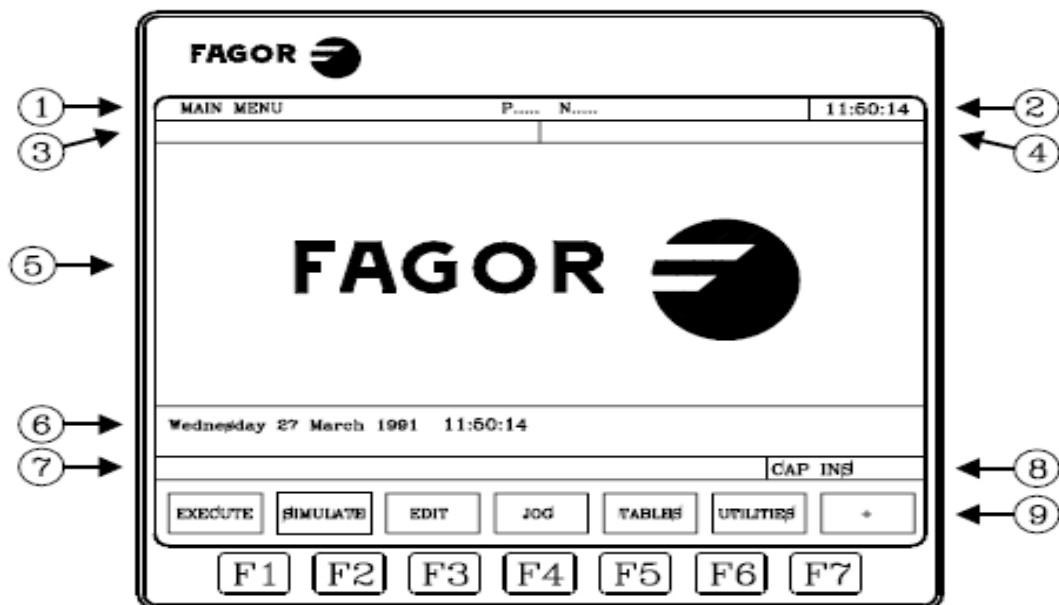 FAGOR
1 MAIN MENU P..... N..... 11:50:14 2
3 4
5 FAGOR
6 Wednesday 27 March 1991 11:50:14
7 CAP INS 8
EXECUTE SIMULATE EDIT JOG TABLES UTILITIES + 9
F1 F2 F3 F4 F5 F6 F7